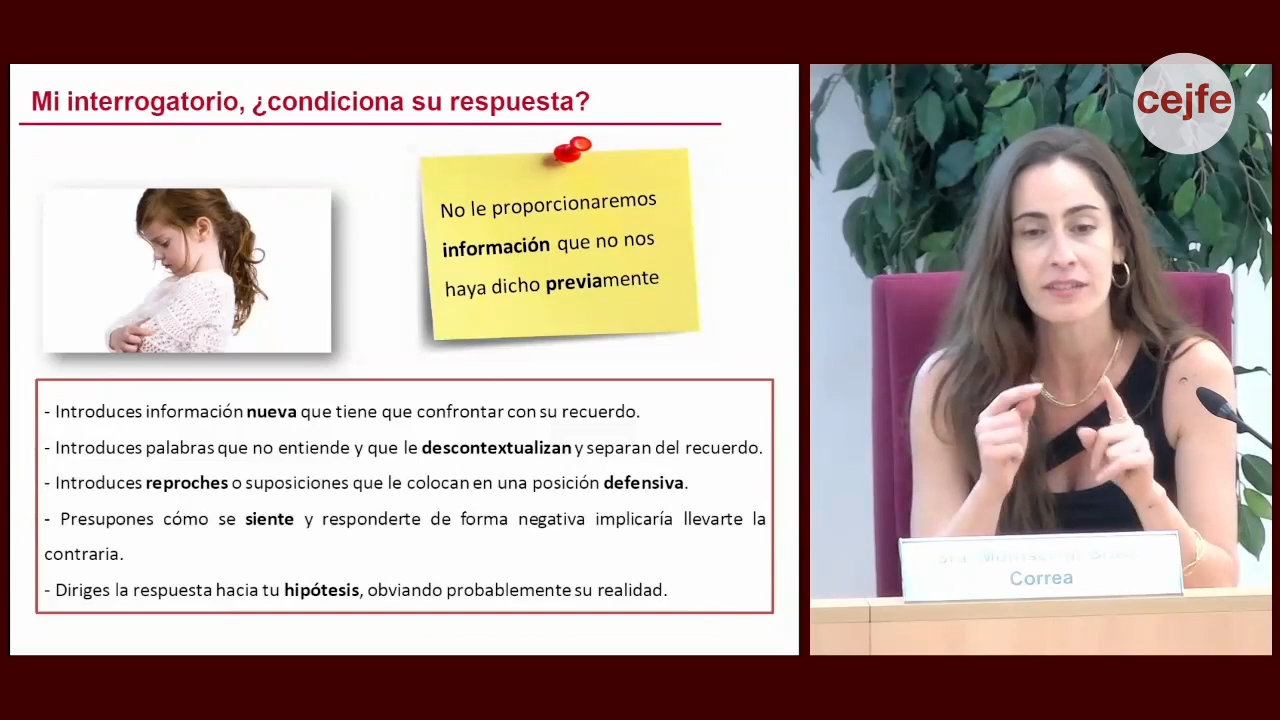 Mi interrogatorio, ¿condiciona su respuesta?
cejfe
No le proporcionaremos
información que no nos
haya dicho previamente
- Introduces información nueva que tiene que confrontar con su recuerdo.
- Introduces palabras que no entiende y que le descontextualizan y separan del recuerdo.
- Introduces reproches o suposiciones que le colocan en una posición defensiva.
- Presupones cómo se siente y responderte de forma negativa implicaría llevarte la
contraria.
- Diriges la respuesta hacia tu hipótesis, obviando probablemente su realidad.
Correa